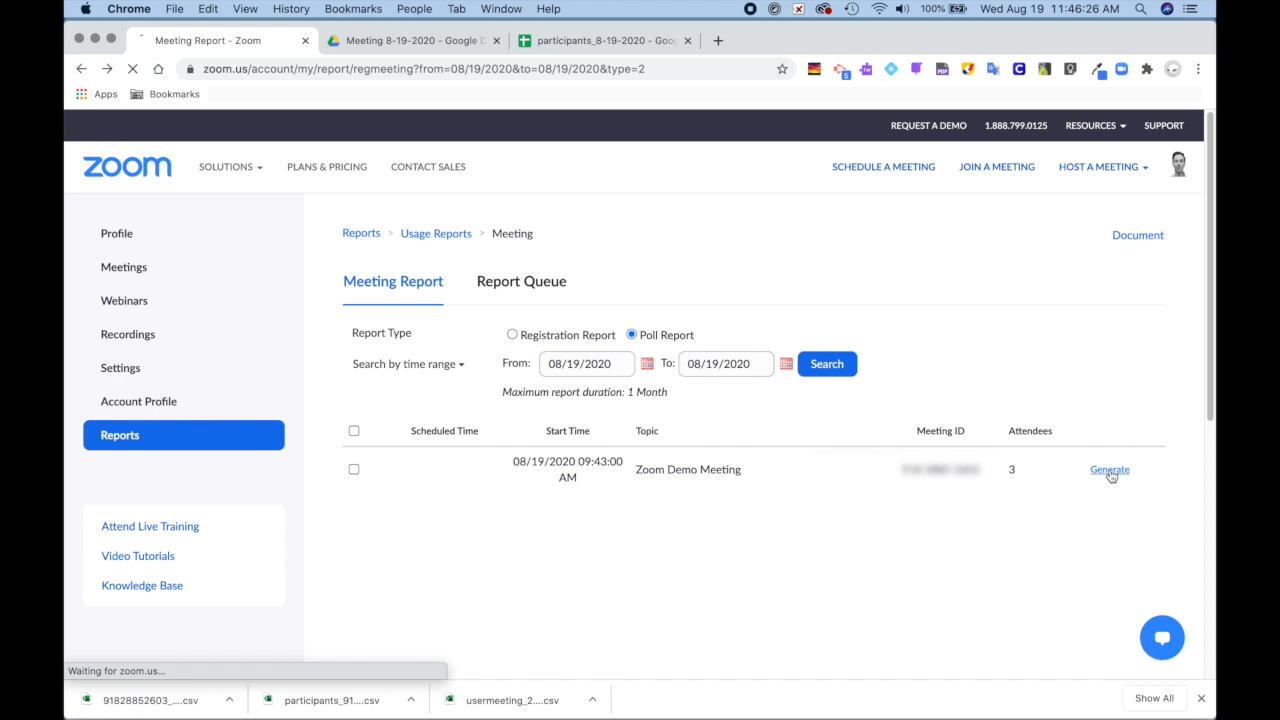 Chrome File Edit View History Bookmarks People Tab Window Help 100% Wed Aug 19 11:46:26 AM
Meeting Report - Zoom Meeting 8-19-2020 - Google D participants_8-19-2020 - Goo
zoom.us/account/my/report/regmeeting?from=08/19/2020&to=08/19/2020&type=2
Apps Bookmarks
REQUEST A DEMO 1.888.799.0125 RESOURCES SUPPORT
zoom SOLUTIONS PLANS & PRICING CONTACT SALES SCHEDULE A MEETING JOIN A MEETING HOST A MEETING
Profile
Meetings
Webinars
Recordings
Settings
Account Profile
Reports
Attend Live Training
Video Tutorials
Knowledge Base
Reports > Usage Reports > Meeting Document
Meeting Report Report Queue
Report Type Registration Report Poll Report
Search by time range From: 08/19/2020 To: 08/19/2020 Search
Maximum report duration: 1 Month
Scheduled Time Start Time Topic Meeting ID Attendees
08/19/2020 09:43:00
AM
Zoom Demo Meeting 3 Generate
Waiting for zoom.us...
91828852603_....csv participants_91....csv usermeeting_2....csv Show All